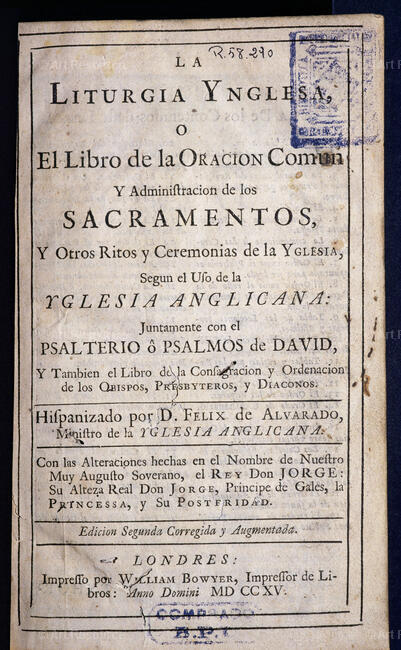 R.58.290
LA
LITURGIA YNGLESA,
O
El Libro de la ORACION Comun
Y Adminiſtracion de los
SACRAMENTOS,
Y Otros Ritos y Ceremonias de la YGLESIA,
Segun el Uſo de la
YGLESIA ANGLICANA:
Juntamente con el
PSALTERIO ô PSALMOS de DAVID,
Y Tambien el Libro de la Conſagracion y Ordenacion
de los OBISPOS, PRESBYTEROS, y DIACONOS.
Hiſpanizado por D. FELIX de ALVARADO,
Miniſtro de la YGLESIA ANGLICANA.
Con las Alteraciones hechas en el Nombre de Nueſtro
Muy Auguſto Soverano, el REY Don JORGE:
Su Alteza Real Don JORGE, Principe de Gales, la
PRINCESSA, y Su POSTERIDAD.
Edicion Segunda Corregida y Augmentada.
LONDRES:
Impreſſo por WILLIAM BOWYER, Impreſſor de Li-
bros: Anno Domini MD CC XV.
COMPRADO